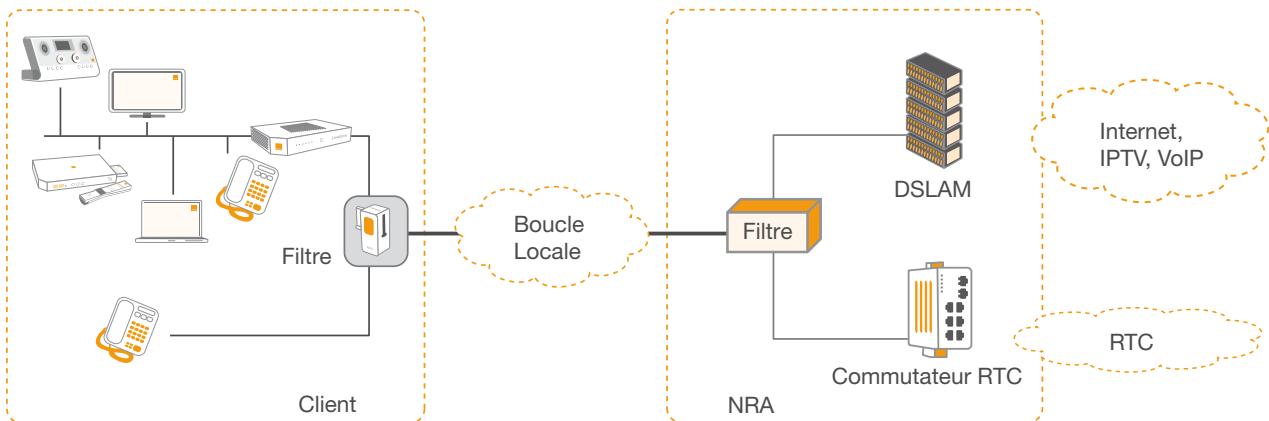 Internet,
IPTV, VoIP
DSLAM
Boucle
Locale
Filtre
Filtre
RTC
Commutateur RTC
Client
NRA